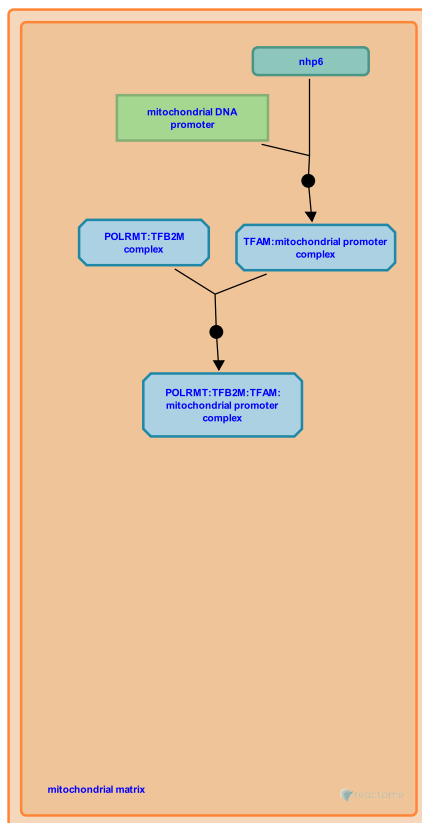 nhp6
mitochondrial DNA
promoter
POLRMT:TFB2M
complex
TFAM:mitochondrial promoter
complex
POLRMT:TFB2M:TFAM:
mitochondrial promoter
complex
mitochondrial matrix
reactome